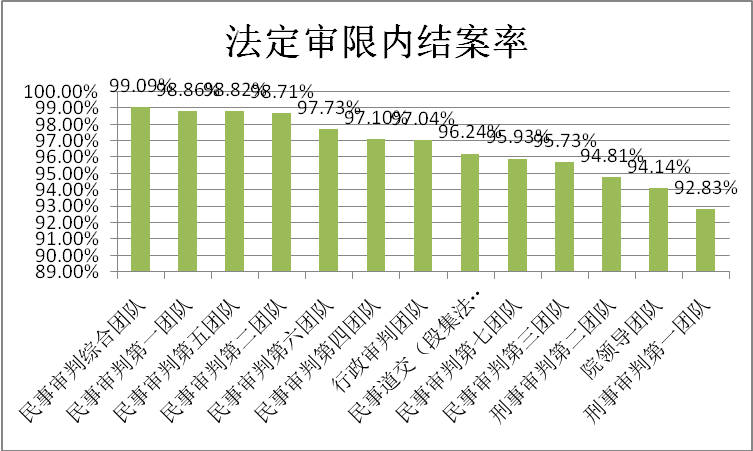 法定审限内结案率
100.00%
99.00%
98.00%
97.00%
96.00%
95.00%
94.00%
93.00%
92.00%
91.00%
90.00%
89.00%
99.09%
98.86%
98.82%
98.71%
97.73%
97.10%
97.04%
96.24%
95.93%
95.73%
94.81%
94.14%
92.83%
民事审判综合团队
民事审判第一团队
民事审判第五团队
民事审判第二团队
民事审判第六团队
民事审判第四团队
行政审判团队
民事道交（段集法…
民事审判第七团队
民事审判第三团队
刑事审判第二团队
院领导团队
刑事审判第一团队